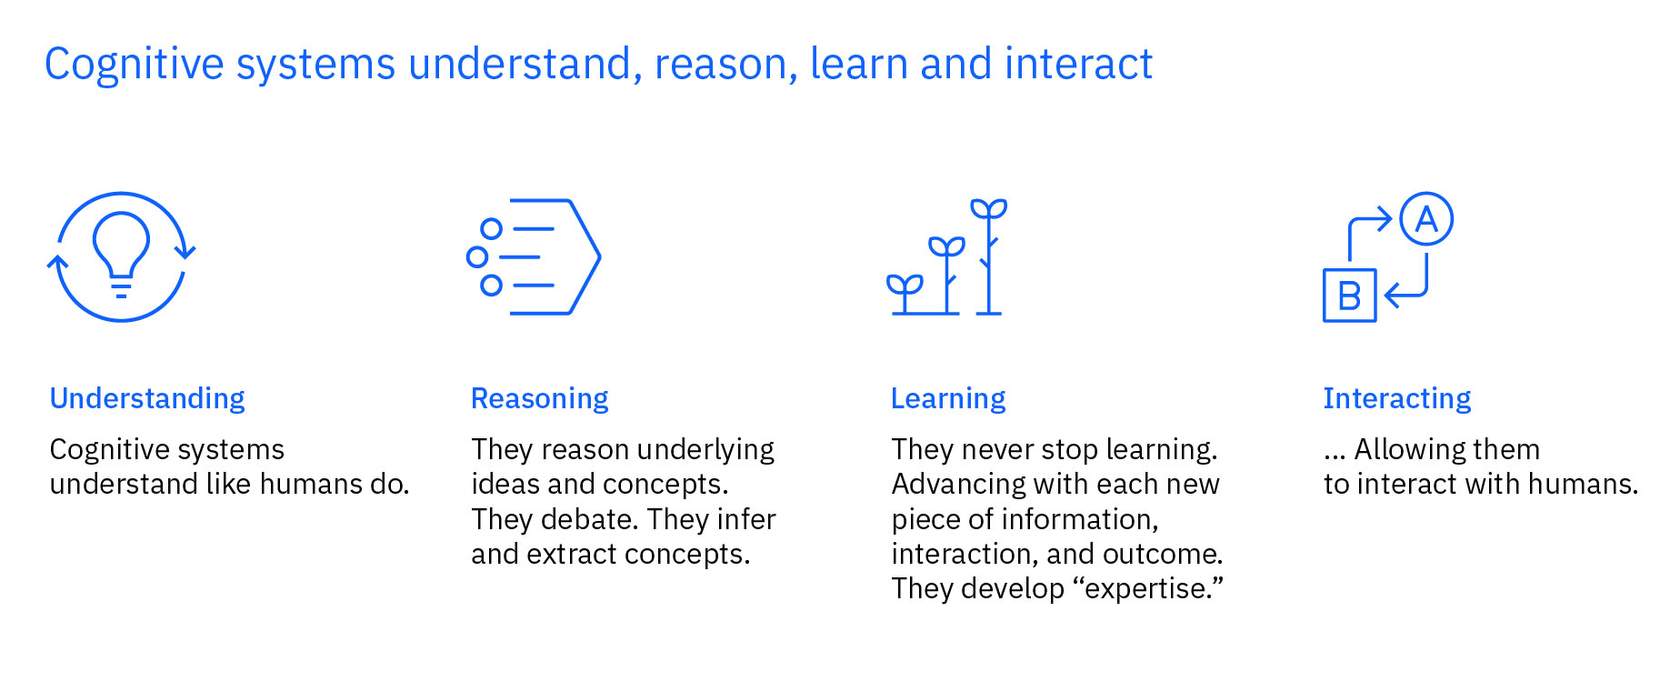 Cognitive systems understand, reason, learn and interact
A
B
Understanding
Cognitive systems
understand like humans do.
Reasoning
They reason underlying
ideas and concepts.
They debate. They infer
and extract concepts.
Learning
They never stop learning.
Advancing with each new
piece of information,
interaction, and outcome.
They develop “expertise.”
Interacting
... Allowing them
to interact with humans.